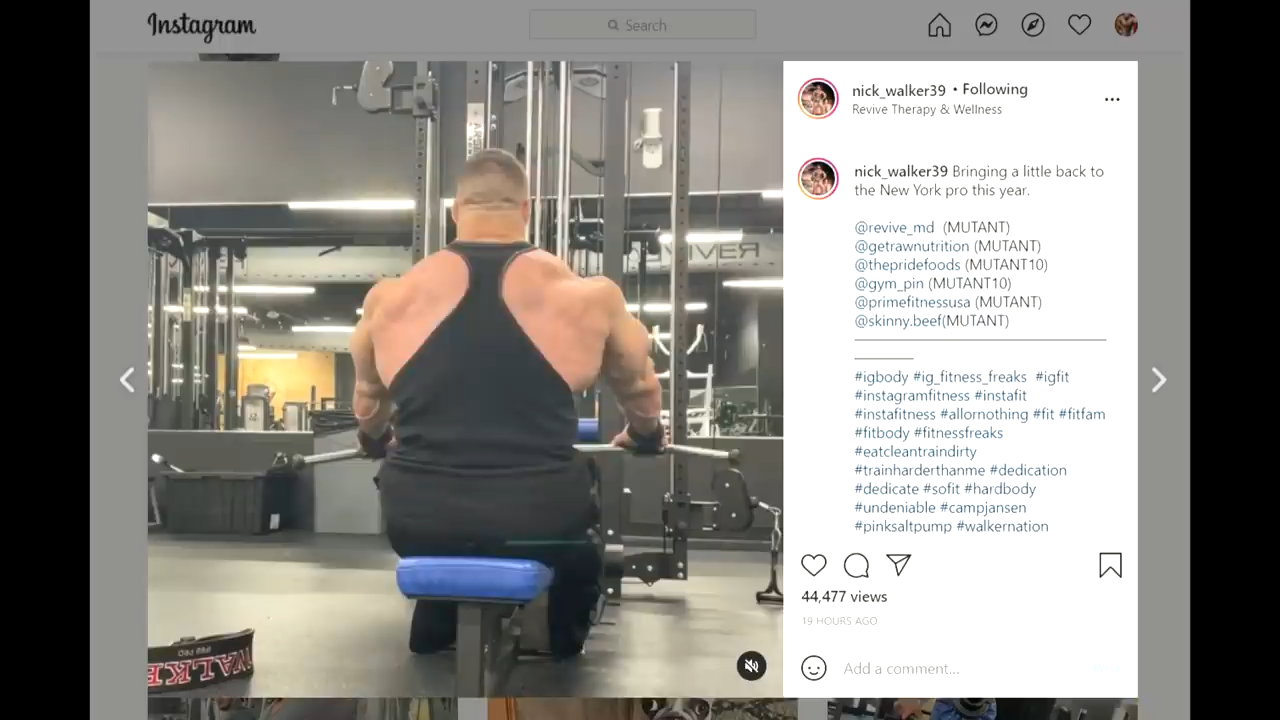 Instagram
Search
nick_walker39 • Following
Revive Therapy & Wellness
nick_walker39 Bringing a little back to
the New York pro this year.
@revive_md (MUTANT)
@getrawnutrition (MUTANT)
@thepridefoods (MUTANT10)
@gym_pin (MUTANT10)
@primefitnessusa (MUTANT)
@skinny.beef(MUTANT)
#igbody #ig_fitness_freaks #igfit
#instagramfitness #instafit
#instafitness #allornothing #fit #fitfam
#fitbody #fitnessfreaks
#eatcleantraindirty
#trainharderthanme #dedication
#dedicate #sofit #hardbody
#undeniable #campjansen
#pinksaltpump #walkernation
44,477 views
19 HOURS AGO
Add a comment...
IFBB PRO
WALKE